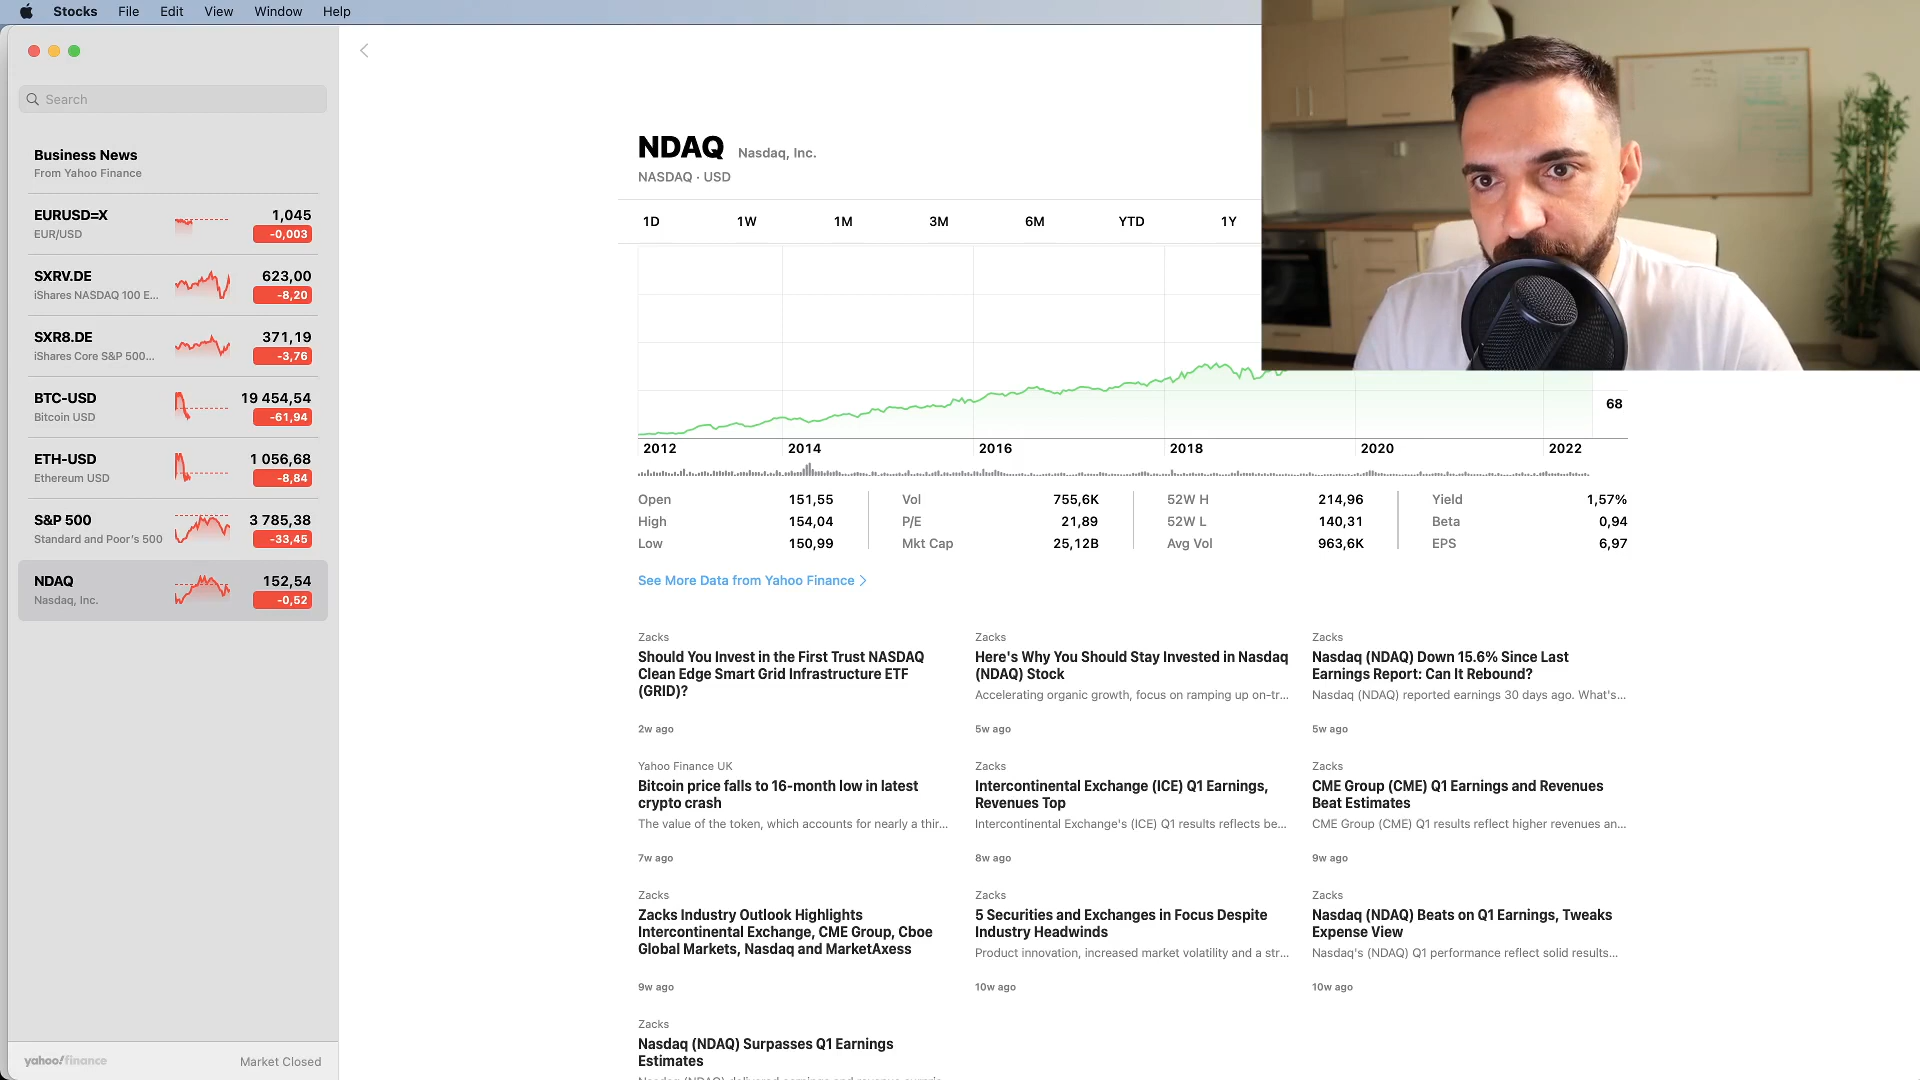 Stocks File Edit View Window Help
Search
Business News
From Yahoo Finance
EURUSD=X 1,045
EUR/USD -0,003
SXRV.DE 623,00
iShares NASDAQ 100 E... -8,20
SXR8.DE 371,19
iShares Core S&P 500... -3,76
BTC-USD 19 454,54
Bitcoin USD -61,94
ETH-USD 1 056,68
Ethereum USD -8,84
S&P 500 3 785,38
Standard and Poor's 500 -33,45
NDAQ 152,54
Nasdaq, Inc. -0,52
yahoo!finance Market Closed
NDAQ Nasdaq, Inc.
NASDAQ · USD
1D 1W 1M 3M 6M YTD 1Y
68
2012 2014 2016 2018 2020 2022
Open 151,55 Vol 755,6K 52W H 214,96 Yield 1,57%
High 154,04 P/E 21,89 52W L 140,31 Beta 0,94
Low 150,99 Mkt Cap 25,12B Avg Vol 963,6K EPS 6,97
See More Data from Yahoo Finance >
Zacks
Should You Invest in the First Trust NASDAQ
Clean Edge Smart Grid Infrastructure ETF
(GRID)?
2w ago
Zacks
Here's Why You Should Stay Invested in Nasdaq
(NDAQ) Stock
Accelerating organic growth, focus on ramping up on-tr...
5w ago
Zacks
Nasdaq (NDAQ) Down 15.6% Since Last
Earnings Report: Can It Rebound?
Nasdaq (NDAQ) reported earnings 30 days ago. What's...
5w ago
Yahoo Finance UK
Bitcoin price falls to 16-month low in latest
crypto crash
The value of the token, which accounts for nearly a thir...
7w ago
Zacks
Intercontinental Exchange (ICE) Q1 Earnings,
Revenues Top
Intercontinental Exchange's (ICE) Q1 results reflects be...
8w ago
Zacks
CME Group (CME) Q1 Earnings and Revenues
Beat Estimates
CME Group (CME) Q1 results reflect higher revenues an...
9w ago
Zacks
Zacks Industry Outlook Highlights
Intercontinental Exchange, CME Group, Cboe
Global Markets, Nasdaq and MarketAxess
9w ago
Zacks
5 Securities and Exchanges in Focus Despite
Industry Headwinds
Product innovation, increased market volatility and a str...
10w ago
Zacks
Nasdaq (NDAQ) Beats on Q1 Earnings, Tweaks
Expense View
Nasdaq's (NDAQ) Q1 performance reflect solid results...
10w ago
Zacks
Nasdaq (NDAQ) Surpasses Q1 Earnings
Estimates